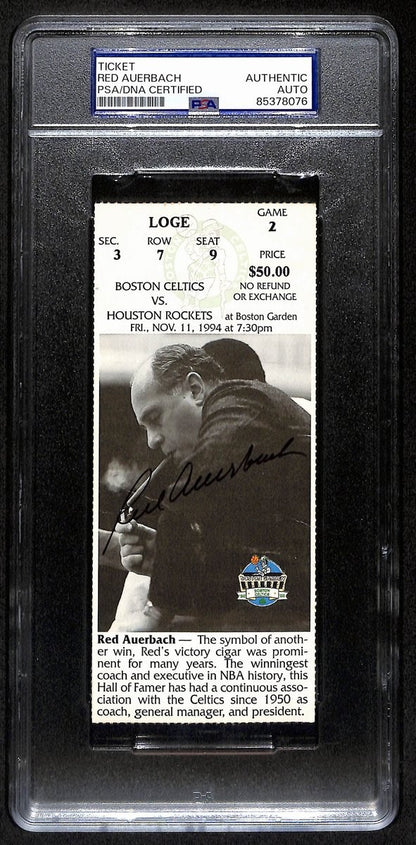 TICKET
RED AUERBACH AUTHENTIC
PSA/DNA CERTIFIED AUTO
PSA 85378076
LOGE GAME
2
SEC. ROW SEAT PRICE
3 7 9 $50.00
BOSTON CELTICS NO REFUND
VS. OR EXCHANGE
HOUSTON ROCKETS at Boston Garden
FRI., NOV. 11, 1994 at 7:30pm
Red Auerbach
BOSTON
CELTICS
Red Auerbach — The symbol of anoth-
er win, Red's victory cigar was promi-
nent for many years. The winningest
coach and executive in NBA history, this
Hall of Famer has had a continuous asso-
ciation with the Celtics since 1950 as
coach, general manager, and president.